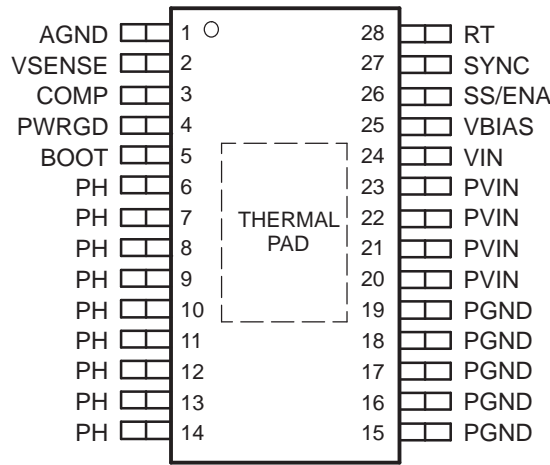 AGND 1 28 RT
VSENSE 2 27 SYNC
COMP 3 26 SS/ENA
PWRGD 4 25 VBIAS
BOOT 5 24 VIN
PH 6 23 PVIN
PH 7 THERMAL 22 PVIN
PH 8 PAD 21 PVIN
PH 9 20 PVIN
PH 10 19 PGND
PH 11 18 PGND
PH 12 17 PGND
PH 13 16 PGND
PH 14 15 PGND